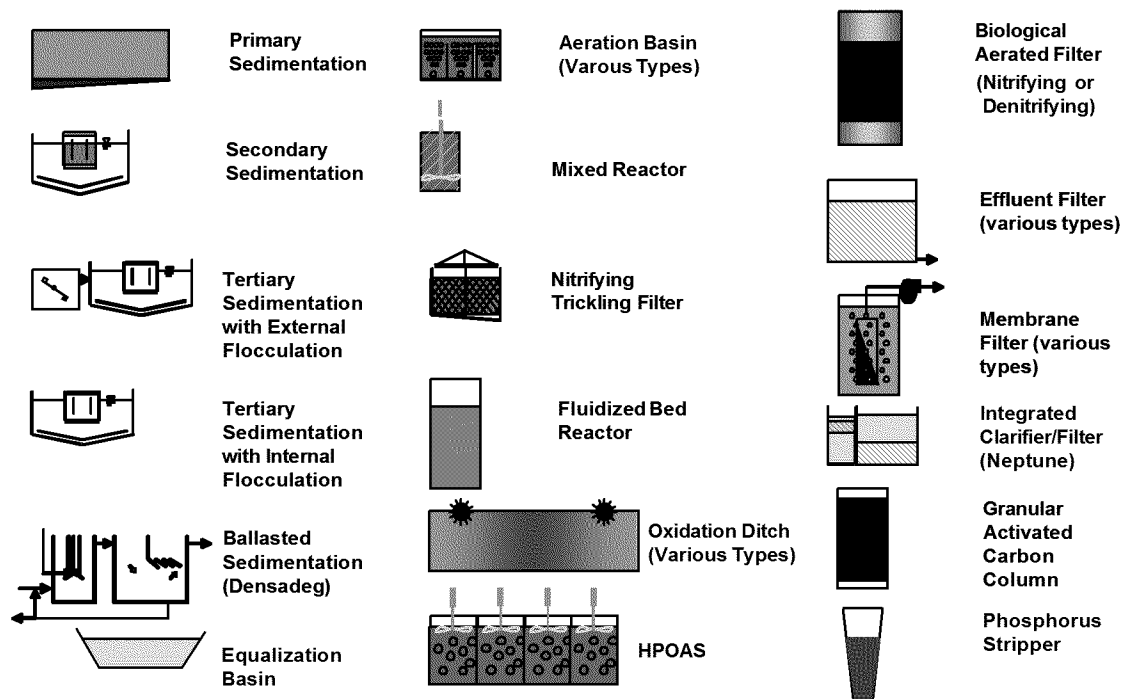 Primary
Sedimentation
Secondary
Sedimentation
Tertiary
Sedimentation
with External
Flocculation
Tertiary
Sedimentation
with Internal
Flocculation
Ballasted
Sedimentation
(Densadeg)
Equalization
Basin
Aeration Basin
(Varous Types)
Mixed Reactor
Nitrifying
Trickling Filter
Fluidized Bed
Reactor
Oxidation Ditch
(Various Types)
HPOAS
Biological
Aerated Filter
(Nitrifying or
Denitrifying)
Effluent Filter
(various types)
Membrane
Filter (various
types)
Integrated
Clarifier/Filter
(Neptune)
Granular
Activated
Carbon
Column
Phosphorus
Stripper